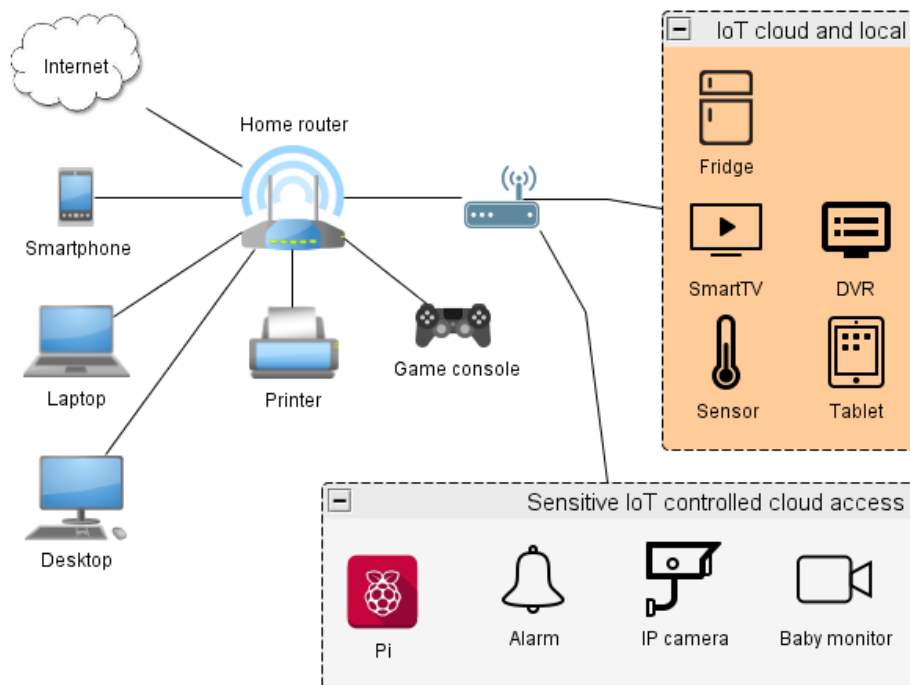 Internet
Home router
Smartphone
Laptop
Printer
Game console
Desktop
IoT cloud and local
Fridge
SmartTV
DVR
Sensor
Tablet
Sensitive IoT controlled cloud access
Pi
Alarm
IP camera
Baby monitor